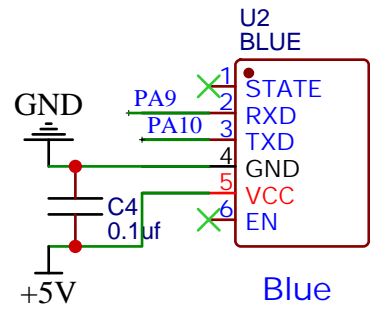 U2
BLUE
1 STATE
PA9 2 RXD
GND
PA10 3 TXD
4 GND
5 VCC
C4
6 EN
0.1uf
+5V
Blue